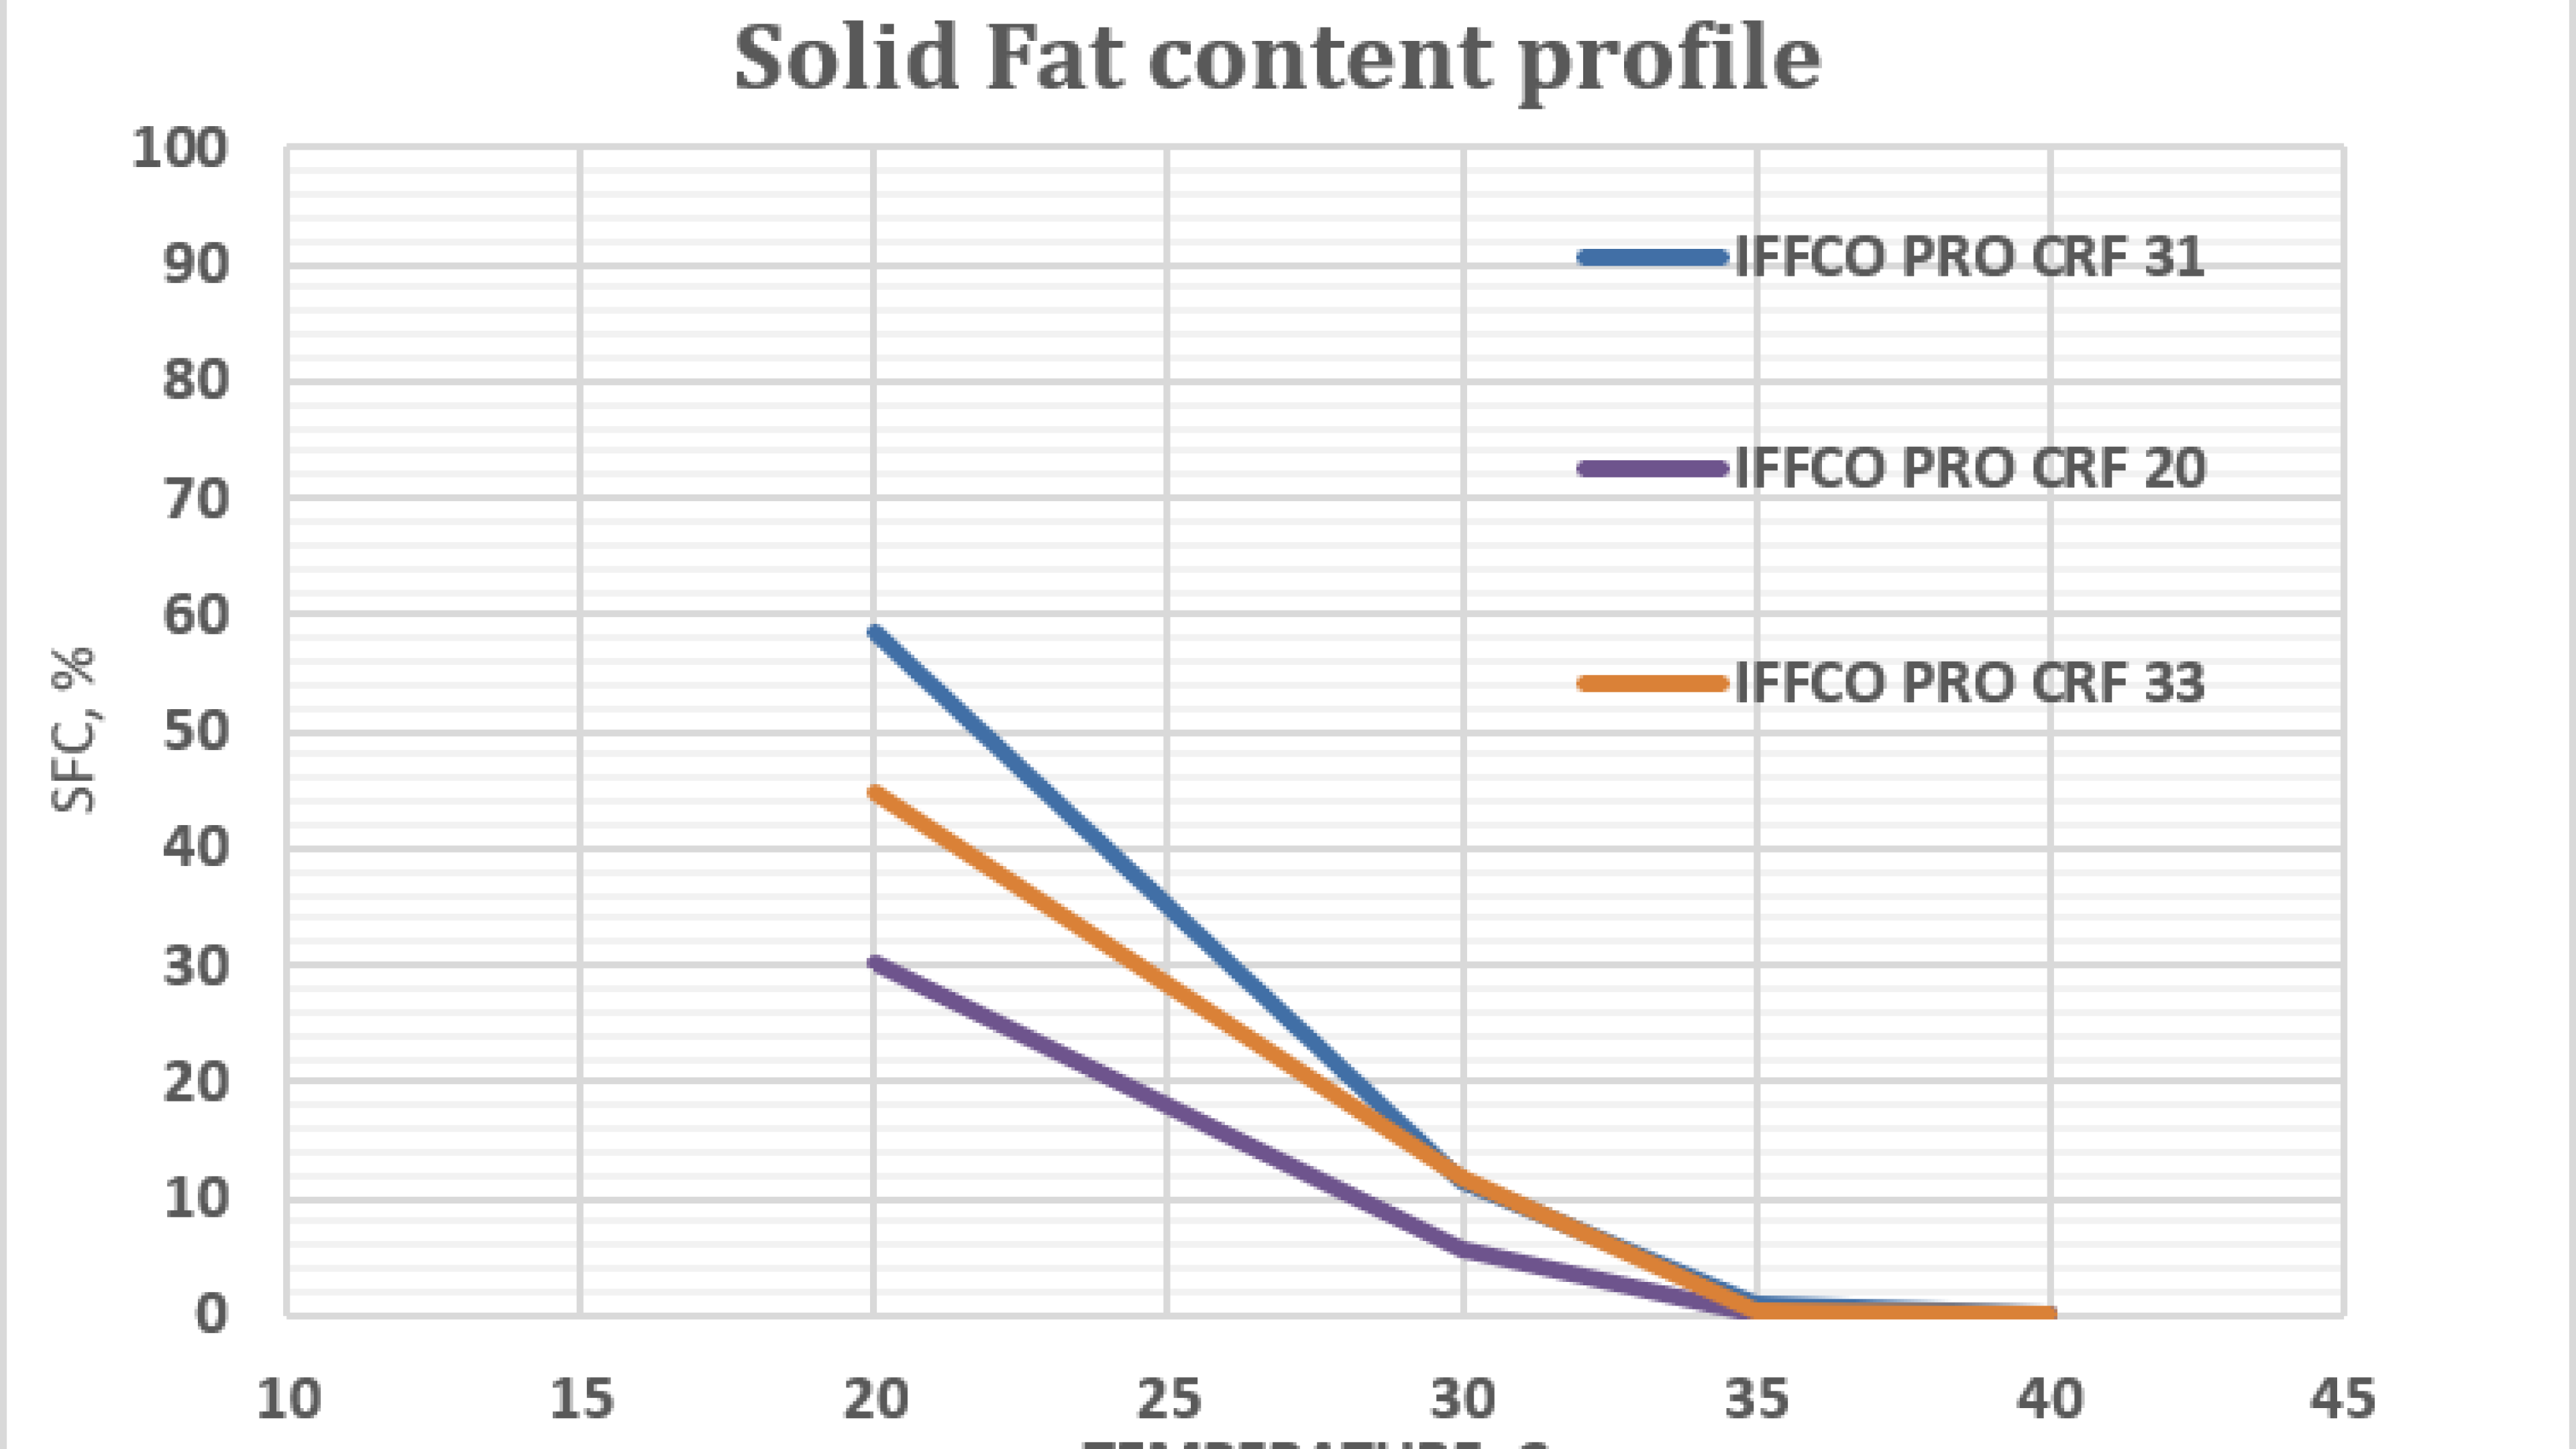 Solid Fat content profile
100
90
80
70
60
50
40
30
20
10
0
SFC, %
IFFCO PRO CRF 31
IFFCO PRO CRF 20
IFFCO PRO CRF 33
10 15 20 25 30 35 40 45